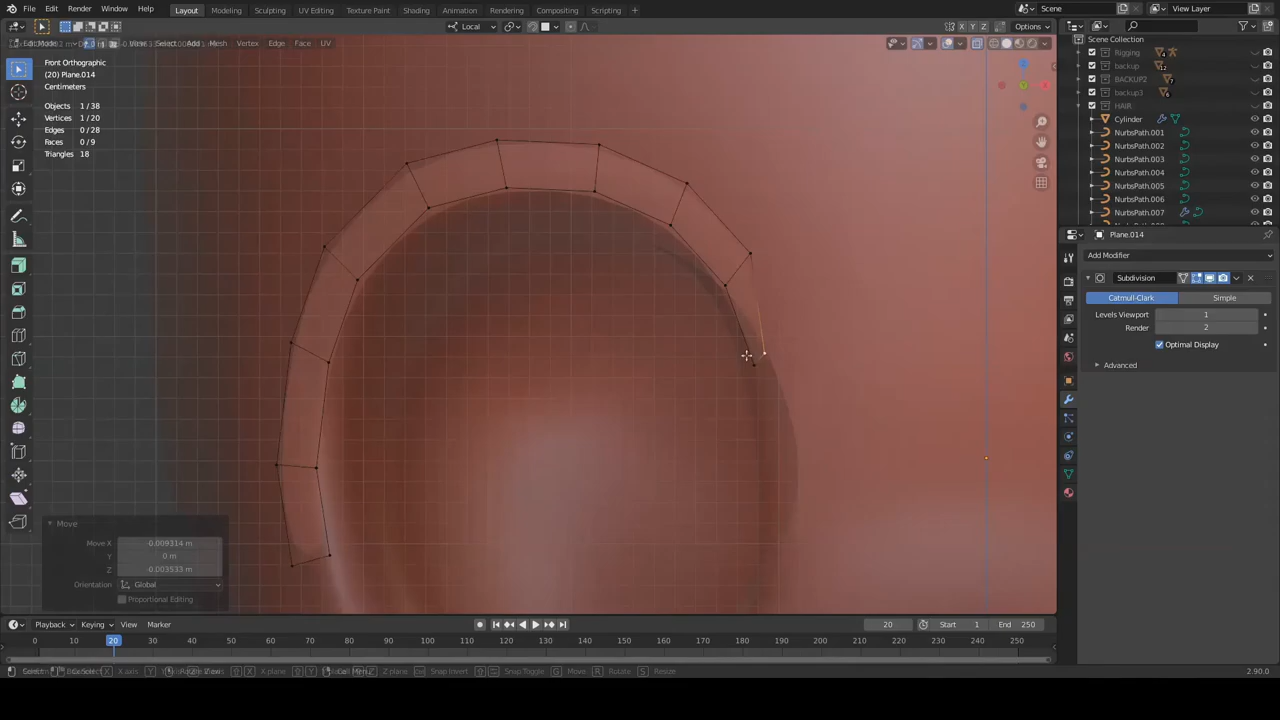 File Edit Render Window Help Layout Modeling Sculpting UV Editing Texture Paint Shading Animation Rendering Compositing Scripting Scene View Layer
Local Options
View Select Add Mesh Vertex Edge Face UV
Front Orthographic
(20) Plane.014
Centimeters
Objects 1 / 38
Vertices 1 / 20
Edges 0 / 28
Faces 0 / 9
Triangles 18
X Y Z
Scene Collection
Rigging
backup
BACKUP2
backup3
HAIR
Cylinder
NurbsPath.001
NurbsPath.002
NurbsPath.003
NurbsPath.004
NurbsPath.005
NurbsPath.006
NurbsPath.007
Plane.014
Add Modifier
Subdivision
Catmull-Clark Simple
Levels Viewport 1
Render 2
Optimal Display
Advanced
Move
Move X -0.009314 m
Y 0 m
Z -0.003533 m
Orientation Global
Proportional Editing
Playback Keying View Marker 20 Start 1 End 250
0 10 20 30 40 50 60 70 80 90 100 110 120 130 140 150 160 170 180 190 200 210 220 230 240 250
Snap Invert Snap Toggle G Move R Rotate S Resize 2.90.0